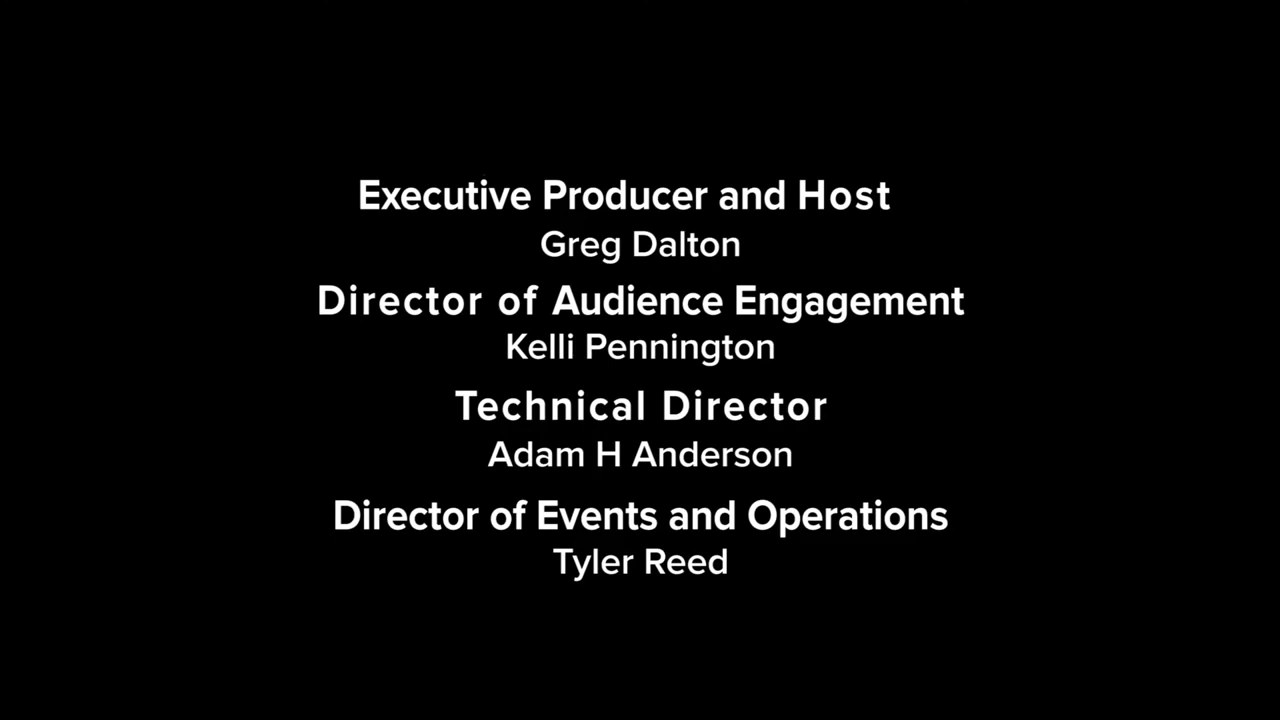 Executive Producer and Host
Greg Dalton
Director of Audience Engagement
Kelli Pennington
Technical Director
Adam H Anderson
Director of Events and Operations
Tyler Reed